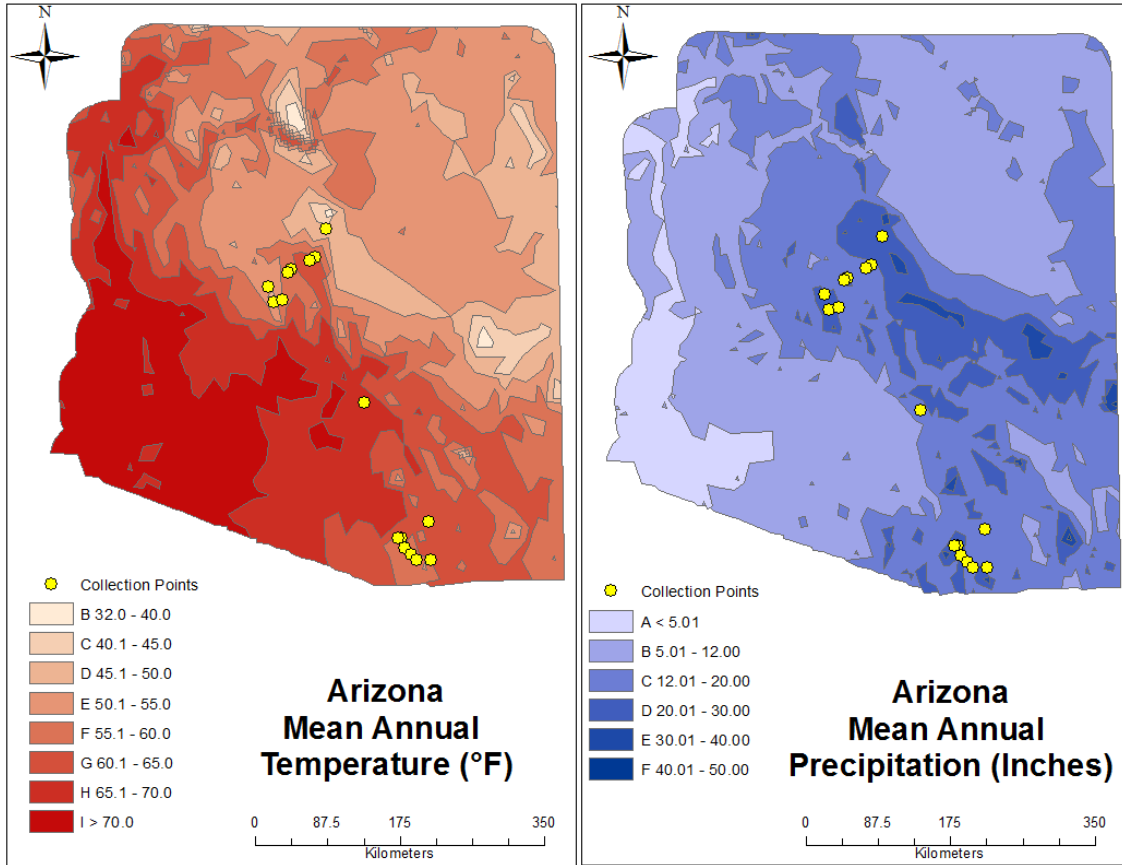 N
Collection Points
B 32.0 - 40.0
C 40.1 - 45.0
D 45.1 - 50.0
E 50.1 - 55.0
F 55.1 - 60.0
G 60.1 - 65.0
H 65.1 - 70.0
I > 70.0
Arizona
Mean Annual
Temperature (°F)
0 87.5 175 350
Kilometers
N
Collection Points
A < 5.01
B 5.01 - 12.00
C 12.01 - 20.00
D 20.01 - 30.00
E 30.01 - 40.00
F 40.01 - 50.00
Arizona
Mean Annual
Precipitation (Inches)
0 87.5 175 350
Kilometers